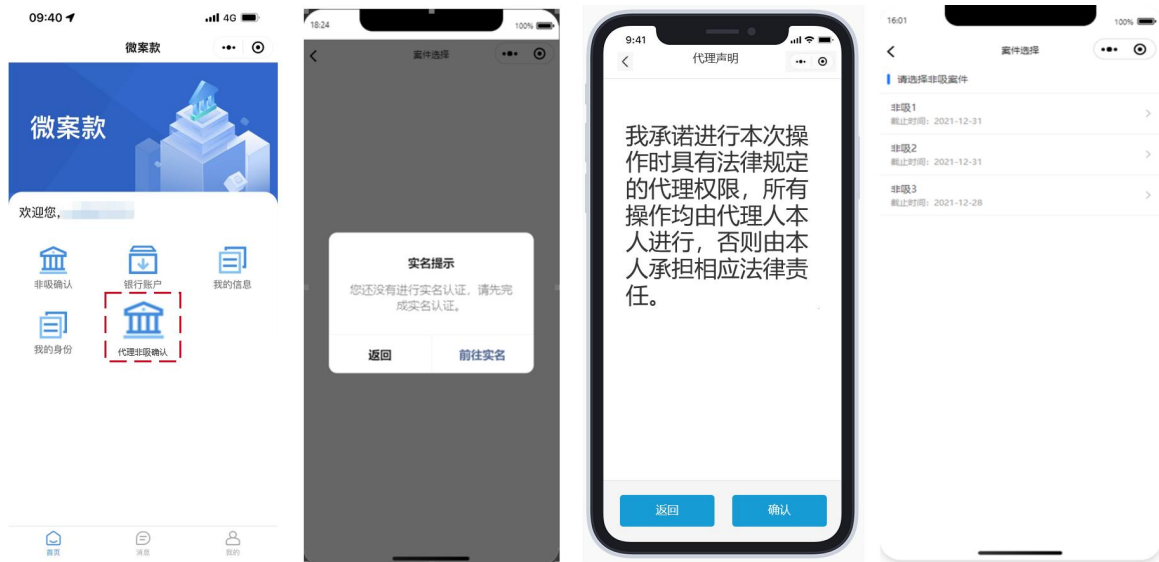 09:40
4G
微案款
微案款
欢迎您,
非吸确认
银行账户
我的信息
我的身份
代理非吸确认
首页
消息
我的
18:24
100%
案件选择
实名提示
您还没有进行实名认证，请先完
成实名认证。
返回
前往实名
9:41
代理声明
我承诺进行本次操
作时具有法律规定
的代理权限，所有
操作均由代理人本
人进行，否则由本
人承担相应法律责
任。
返回
确认
16:01
100%
案件选择
请选择非吸案件
非吸1
截止时间：2021-12-31
非吸2
截止时间：2021-12-31
非吸3
截止时间：2021-12-28